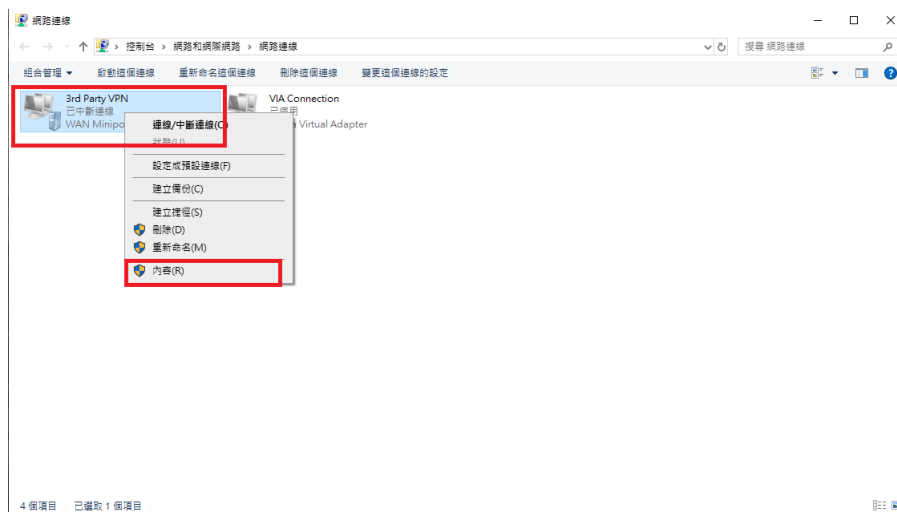 網路連線
控制台 › 網路和網際網路 › 網路連線
搜尋 網路連線
組合管理 啟動這個連線 重新命名這個連線 刪除這個連線 變更這個連線的設定
3rd Party VPN
已中斷連線
WAN Minipo
VIA Connection
已停用
Virtual Adapter
連線/中斷連線(O)
狀態(U)
設定成預設連線(F)
建立備份(C)
建立捷徑(S)
刪除(D)
重新命名(M)
內容(R)
4 個項目 已選取 1 個項目